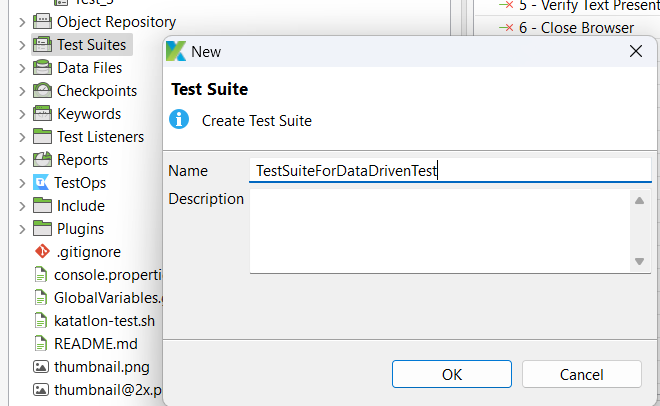 Test_3
Object Repository
Test Suites
Data Files
Checkpoints
Keywords
Test Listeners
Reports
TestOps
Include
Plugins
.gitignore
console.properti
GlobalVariables.g
katatlon-test.sh
README.md
thumbnail.png
thumbnail@2x.p
5 - Verify Text Present
6 - Close Browser
New
Test Suite
Create Test Suite
Name
TestSuiteForDataDrivenTest
Description
OK
Cancel